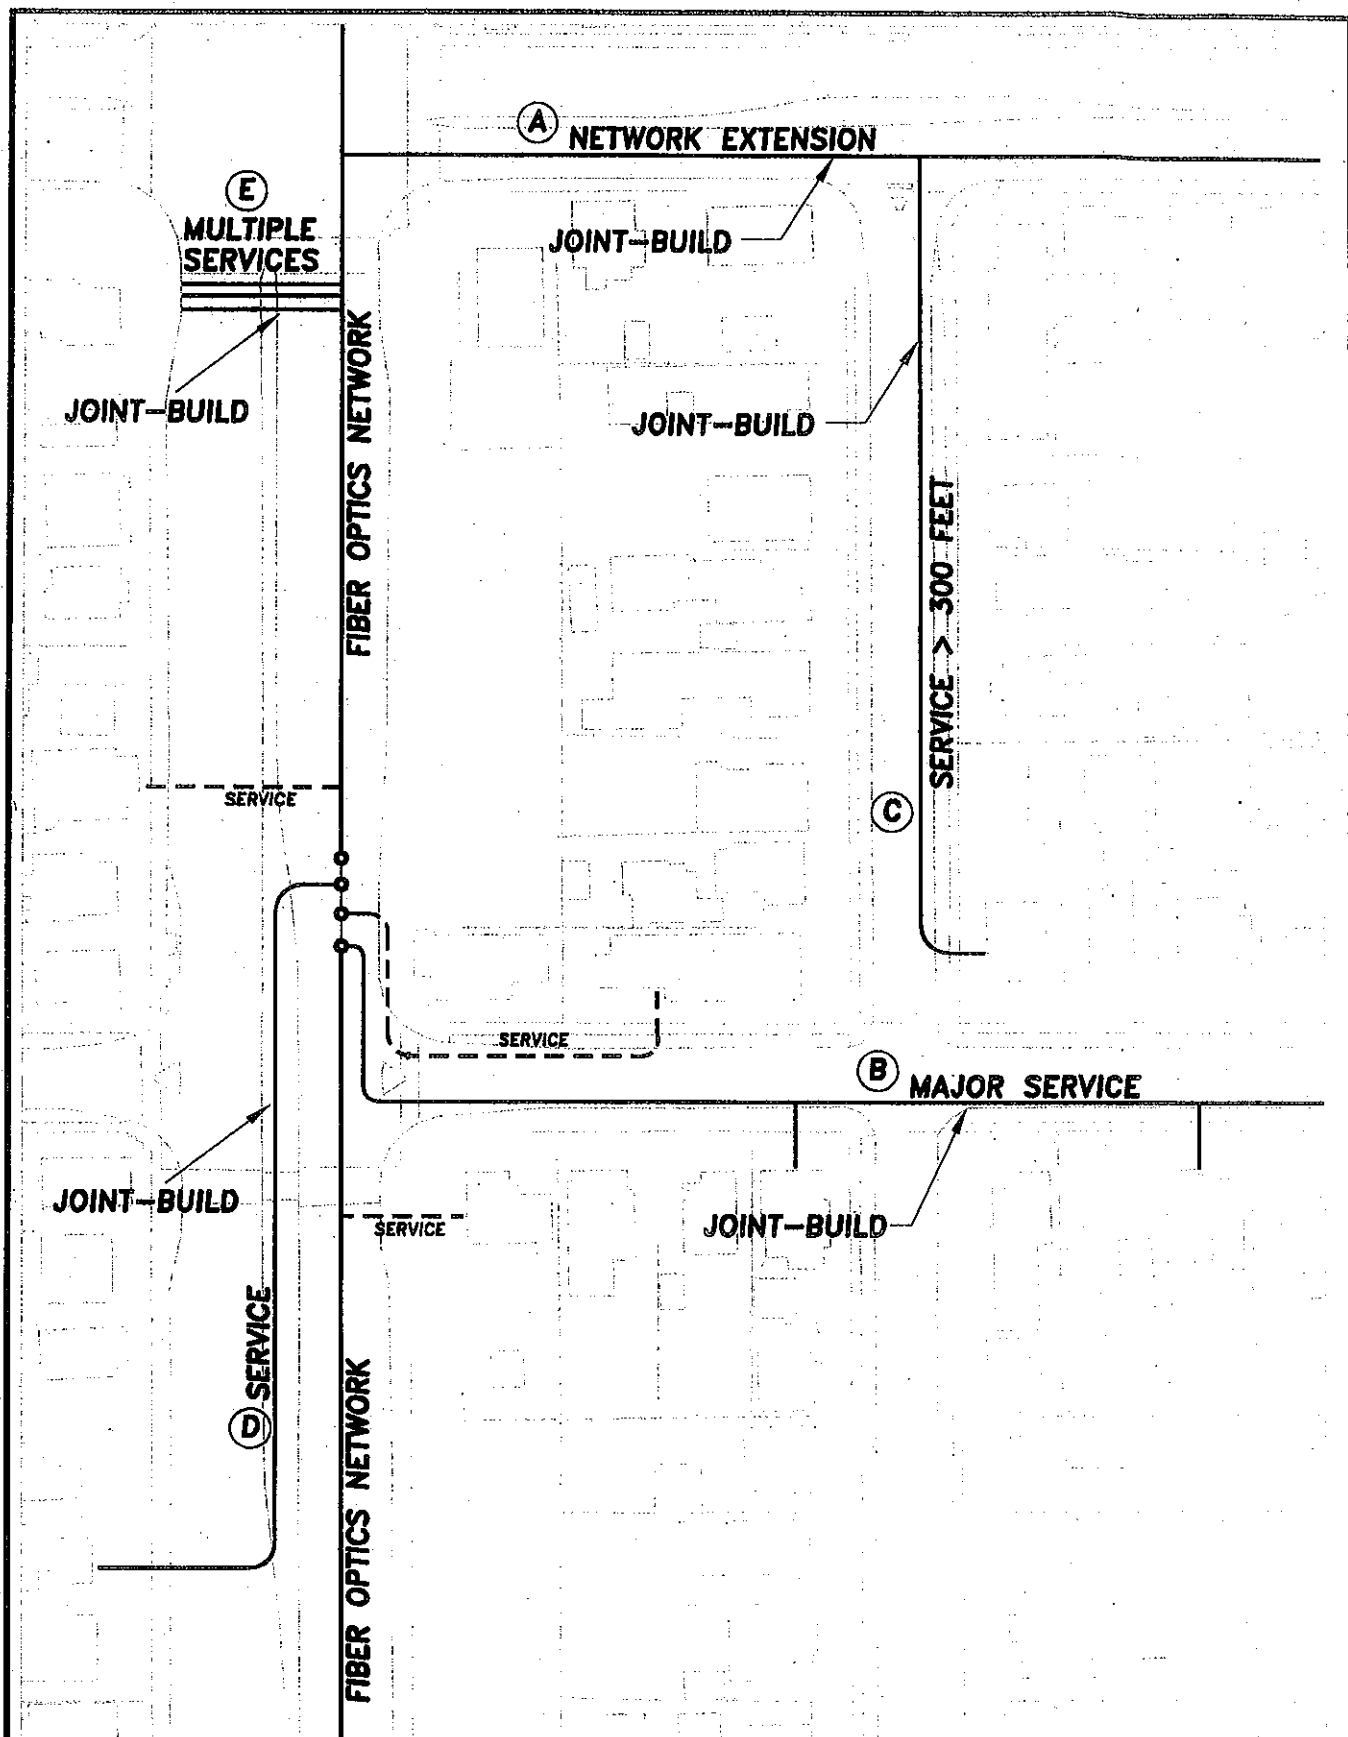 A
NETWORK EXTENSION
E
MULTIPLE
SERVICES
JOINT-BUILD
FIBER OPTICS NETWORK
JOINT-BUILD
JOINT-BUILD
SERVICE > 300 FEET
SERVICE
C
SERVICE
B
MAJOR SERVICE
JOINT-BUILD
SERVICE
JOINT-BUILD
SERVICE
D
FIBER OPTICS NETWORK